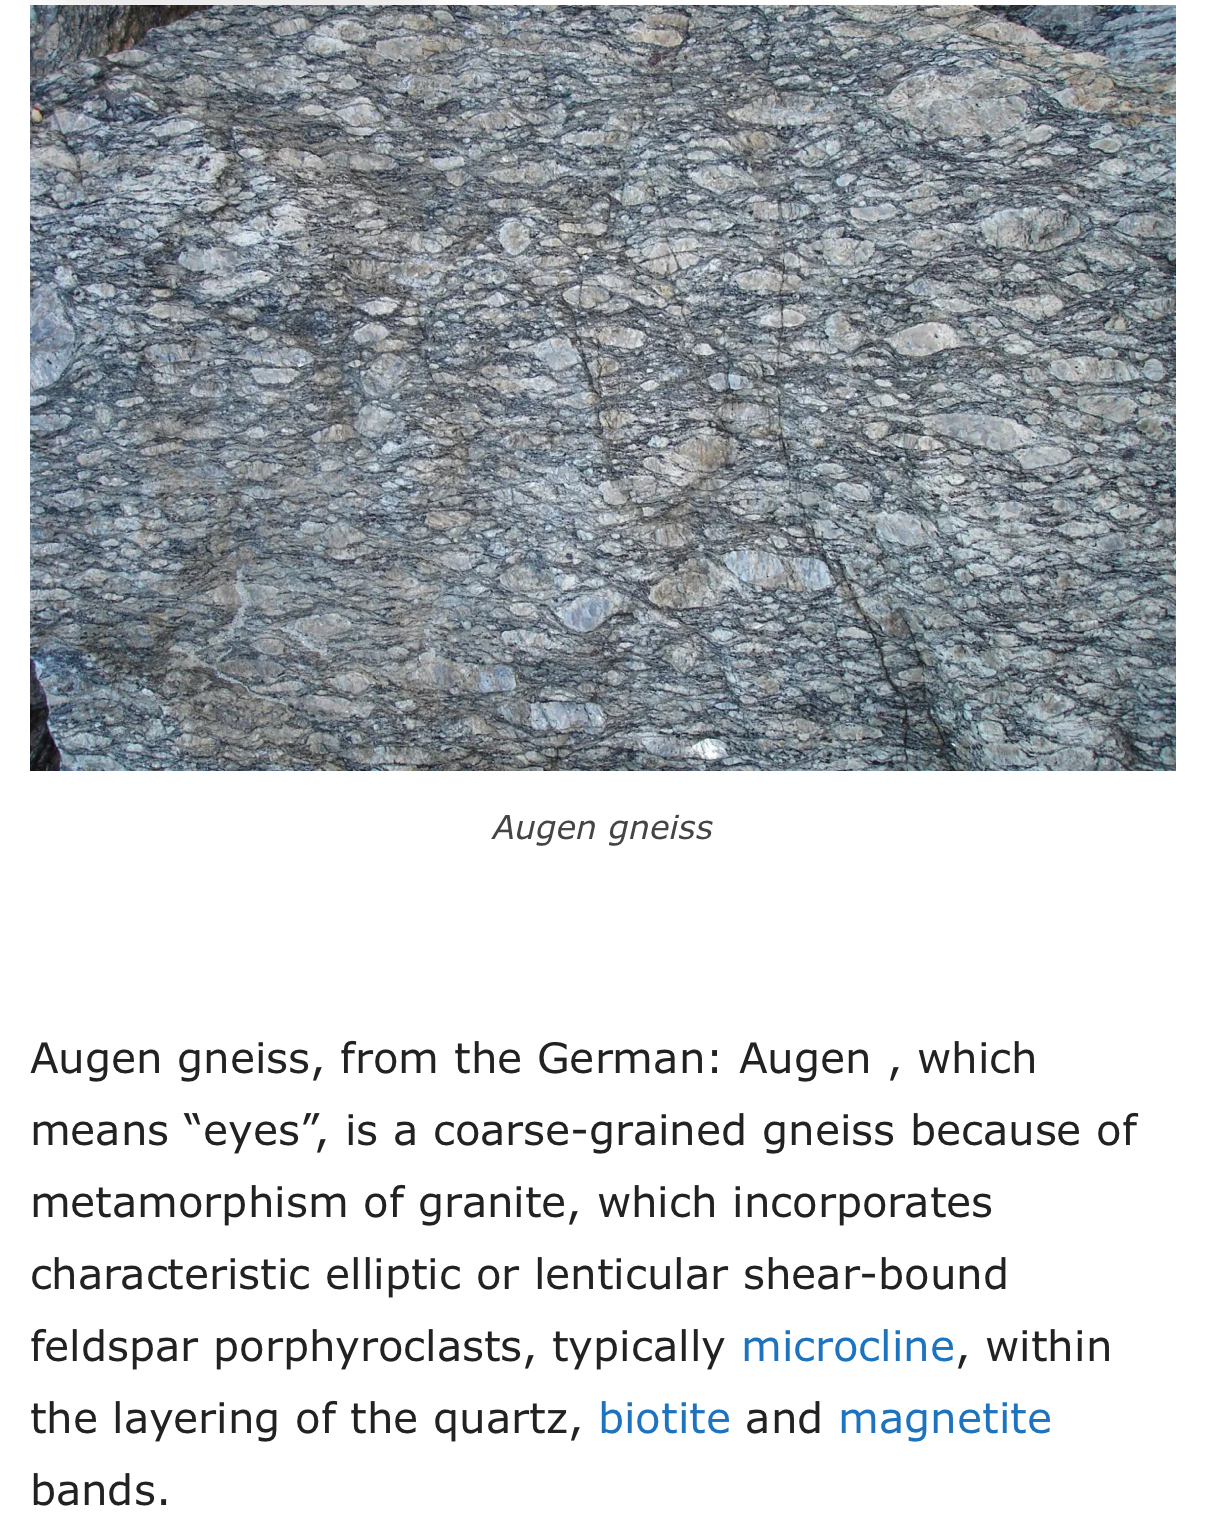 Augen gneiss
Augen gneiss, from the German: Augen , which
means “eyes”, is a coarse-grained gneiss because of
metamorphism of granite, which incorporates
characteristic elliptic or lenticular shear-bound
feldspar porphyroclasts, typically microcline, within
the layering of the quartz, biotite and magnetite
bands.